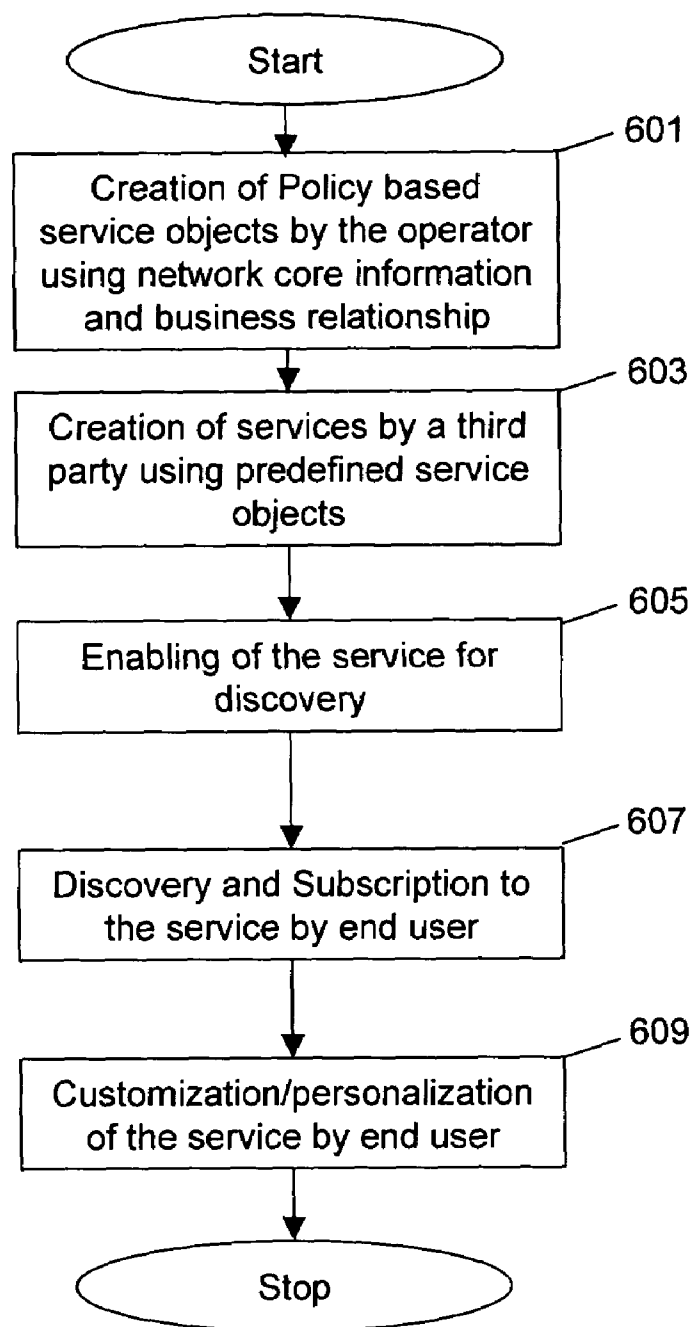 Start
601
Creation of Policy based
service objects by the operator
using network core information
and business relationship
603
Creation of services by a third
party using predefined service
objects
605
Enabling of the service for
discovery
607
Discovery and Subscription to
the service by end user
609
Customization/personalization
of the service by end user
Stop